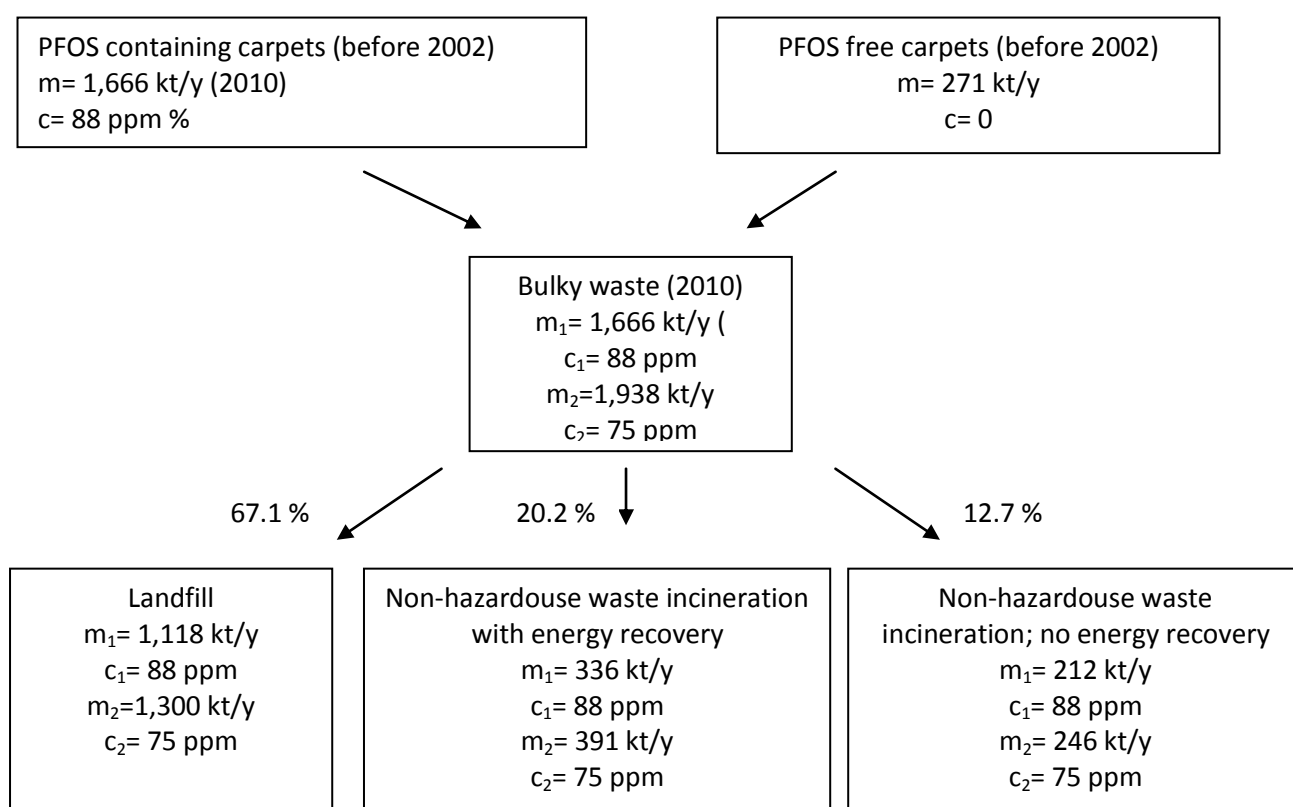 PFOS containing carpets (before 2002)
m= 1,666 kt/y (2010)
c= 88 ppm %
PFOS free carpets (before 2002)
m= 271 kt/y
c= 0
Bulky waste (2010)
m₁= 1,666 kt/y (
c₁= 88 ppm
m₂=1,938 kt/y
c₂= 75 ppm
67.1 %
20.2 %
12.7 %
Landfill
m₁= 1,118 kt/y
c₁= 88 ppm
m₂=1,300 kt/y
c₂= 75 ppm
Non-hazardouse waste incineration
with energy recovery
m₁= 336 kt/y
c₁= 88 ppm
m₂= 391 kt/y
c₂= 75 ppm
Non-hazardouse waste
incineration; no energy recovery
m₁= 212 kt/y
c₁= 88 ppm
m₂= 246 kt/y
c₂= 75 ppm